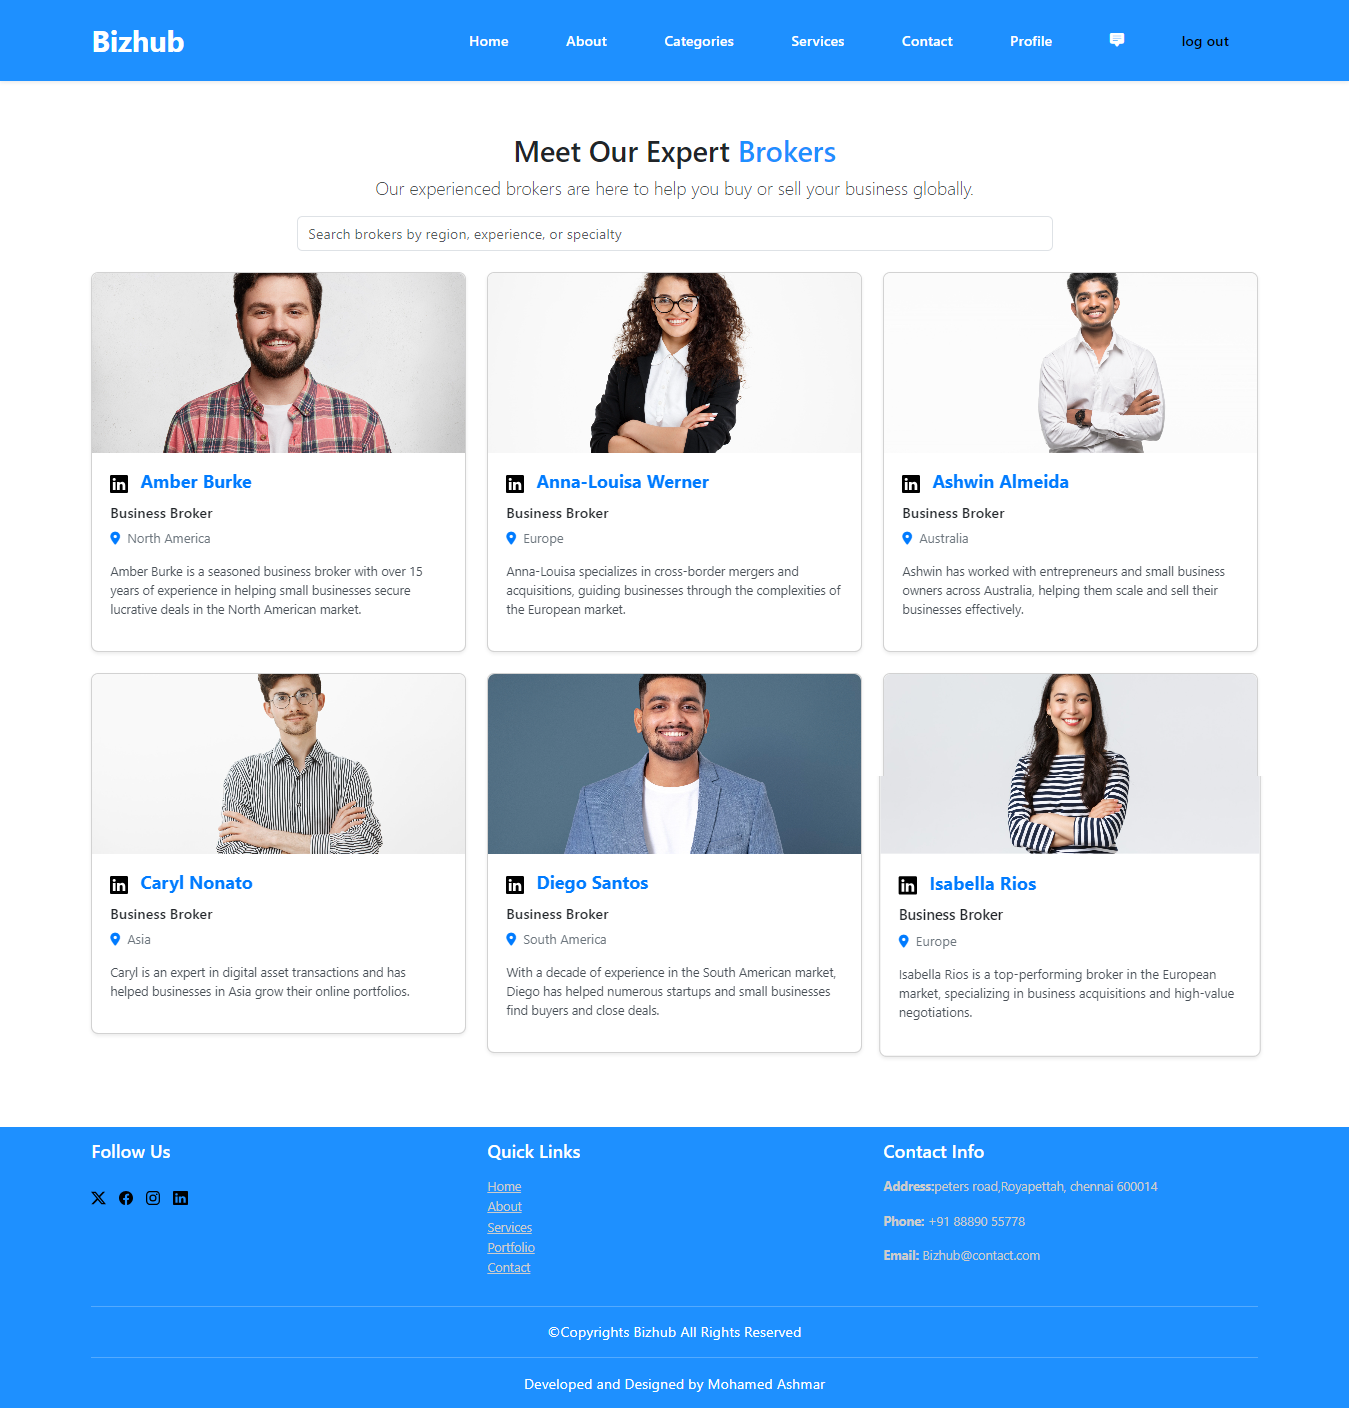 Bizhub
Home About Categories Services Contact Profile log out
Meet Our Expert Brokers
Our experienced brokers are here to help you buy or sell your business globally.
Search brokers by region, experience, or specialty
Amber Burke
Business Broker
North America
Amber Burke is a seasoned business broker with over 15
years of experience in helping small businesses secure
lucrative deals in the North American market.
Anna-Louisa Werner
Business Broker
Europe
Anna-Louisa specializes in cross-border mergers and
acquisitions, guiding businesses through the complexities of
the European market.
Ashwin Almeida
Business Broker
Australia
Ashwin has worked with entrepreneurs and small business
owners across Australia, helping them scale and sell their
businesses effectively.
Caryl Nonato
Business Broker
Asia
Caryl is an expert in digital asset transactions and has
helped businesses in Asia grow their online portfolios.
Diego Santos
Business Broker
South America
With a decade of experience in the South American market,
Diego has helped numerous startups and small businesses
find buyers and close deals.
Isabella Rios
Business Broker
Europe
Isabella Rios is a top-performing broker in the European
market, specializing in business acquisitions and high-value
negotiations.
Follow Us
Quick Links
Home
About
Services
Portfolio
Contact
Contact Info
Address:peters road,Royapettah, chennai 600014
Phone: +91 88890 55778
Email: Bizhub@contact.com
©Copyrights Bizhub All Rights Reserved
Developed and Designed by Mohamed Ashmar